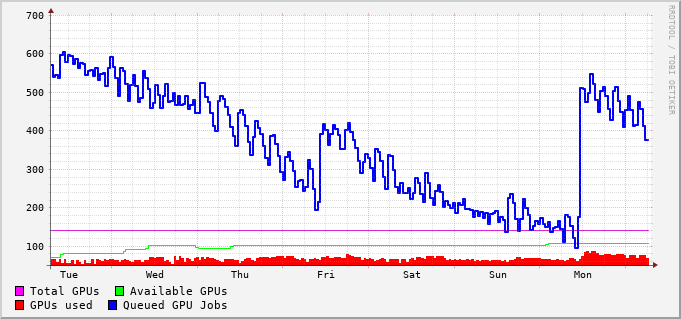 700
600
500
400
300
200
100
Tue Wed Thu Fri Sat Sun Mon
Total GPUs Available GPUs
GPUs used Queued GPU Jobs
RRDTOOL / TOBI OETIKER